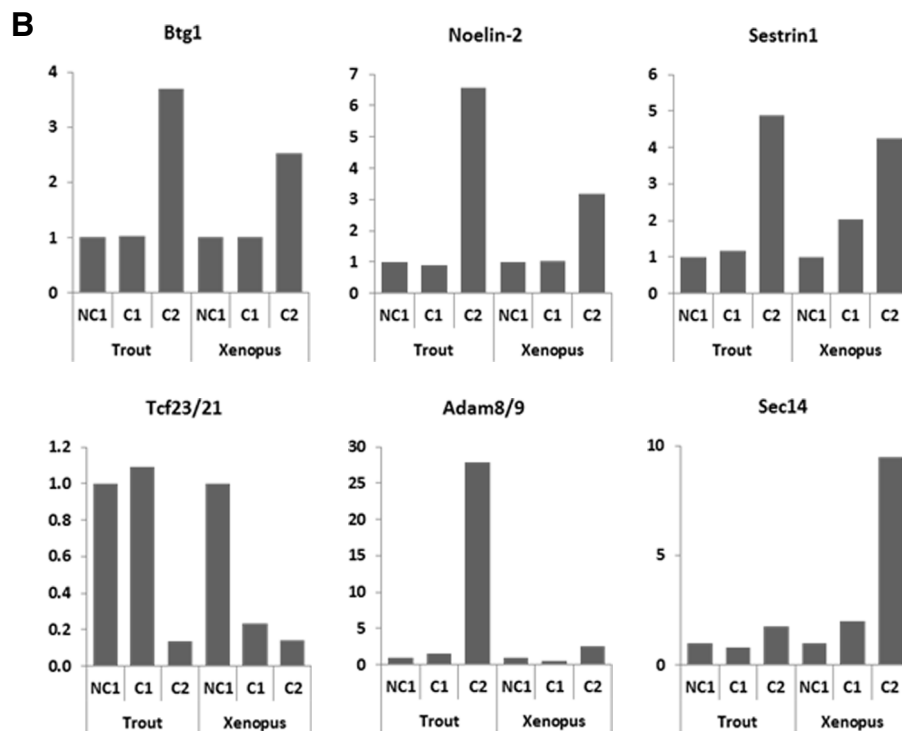 B
Btg1
Noelin-2
Sestrin1
4
3
2
1
0
7
6
5
4
3
2
1
0
6
5
4
3
2
1
0
NC1 C1 C2 NC1 C1 C2
Trout Xenopus
NC1 C1 C2 NC1 C1 C2
Trout Xenopus
NC1 C1 C2 NC1 C1 C2
Trout Xenopus
Tcf23/21
Adam8/9
Sec14
1.2
1.0
0.8
0.6
0.4
0.2
0.0
30
25
20
15
10
5
0
10
5
0
NC1 C1 C2 NC1 C1 C2
Trout Xenopus
NC1 C1 C2 NC1 C1 C2
Trout Xenopus
NC1 C1 C2 NC1 C1 C2
Trout Xenopus